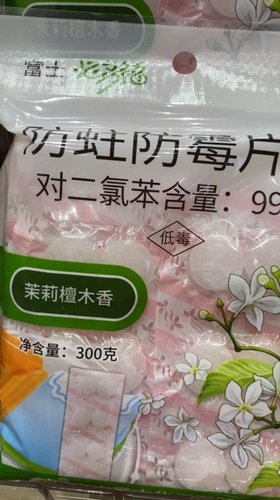 富士
防蛀防霉片
对二氯苯含量：99
低毒
茉莉檀木香
茉莉檀木香
净含量：300克